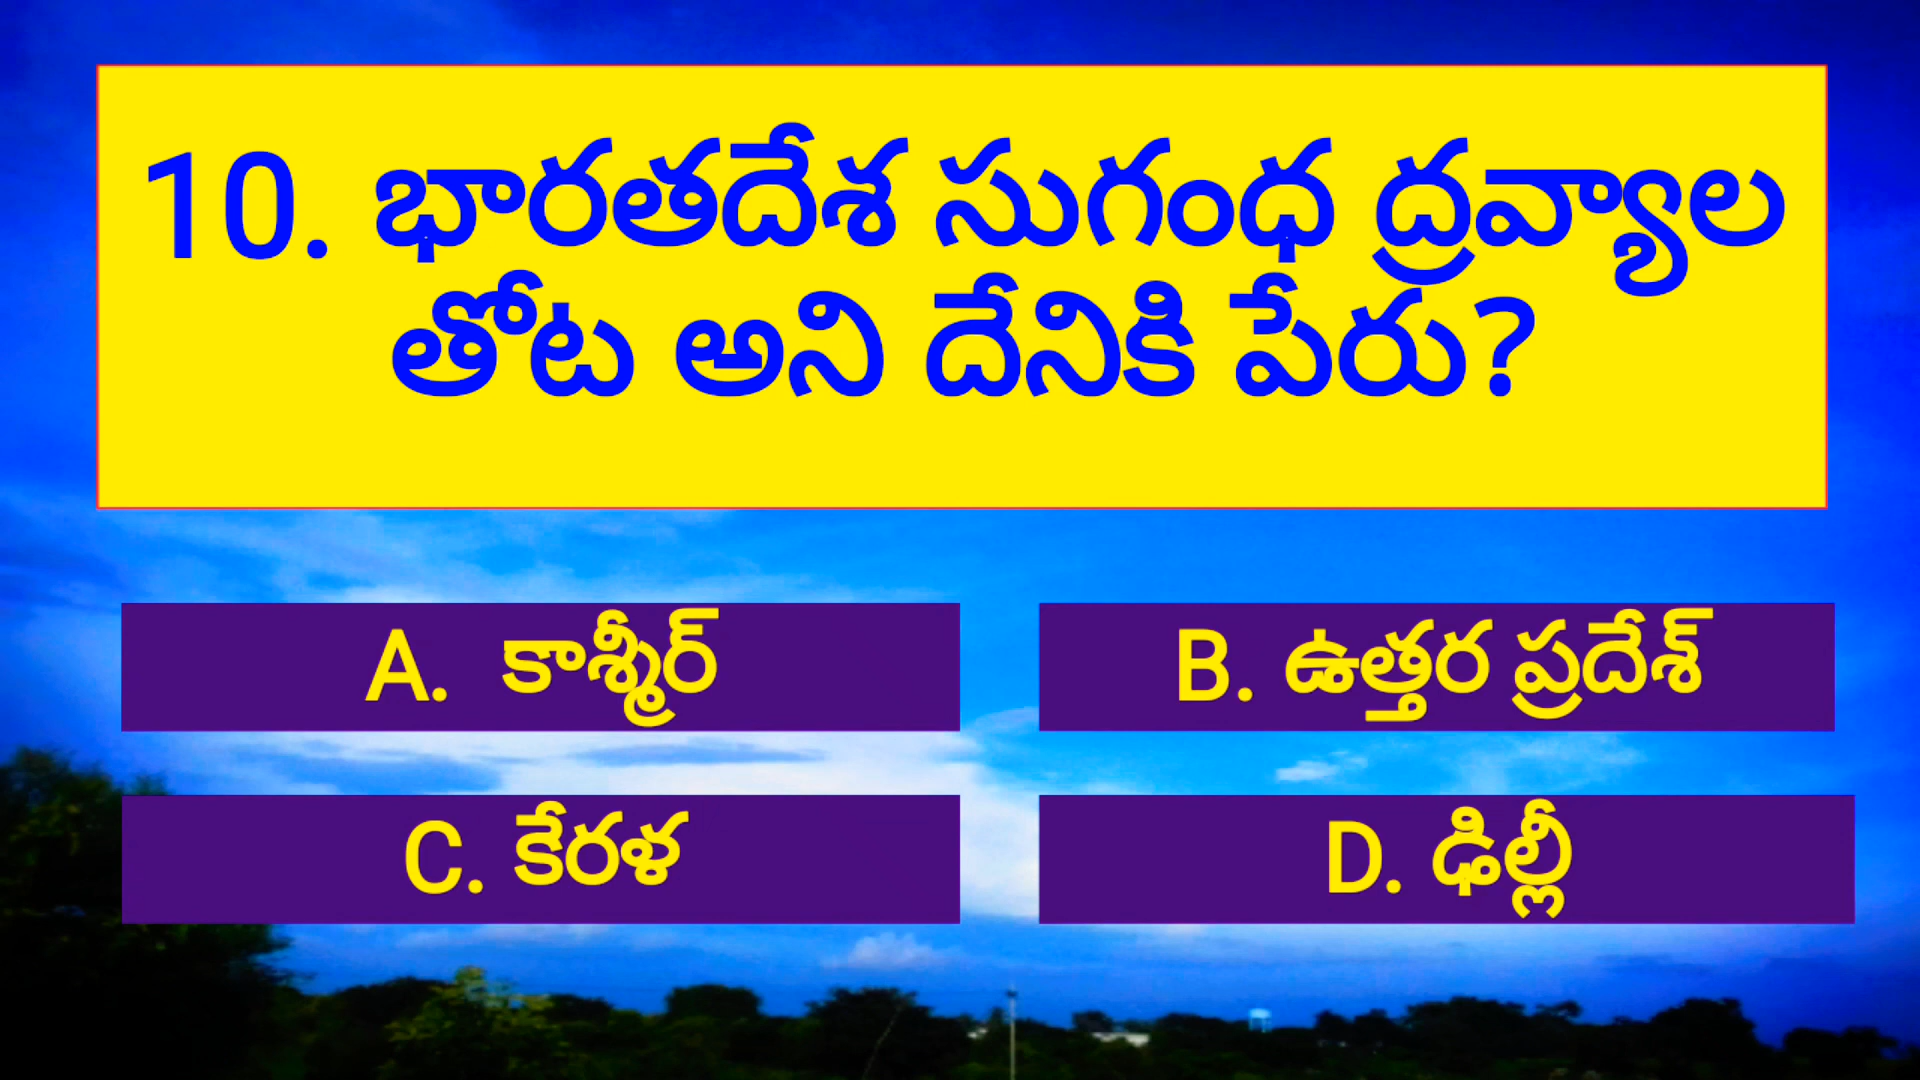 10. భారతదేశ సుగంధ ద్రవ్యాల
తోట అని దేనికి పేరు?
A. కాశ్మీర్
B. ఉత్తర ప్రదేశ్
C. కేరళ
D. ఢిల్లీ